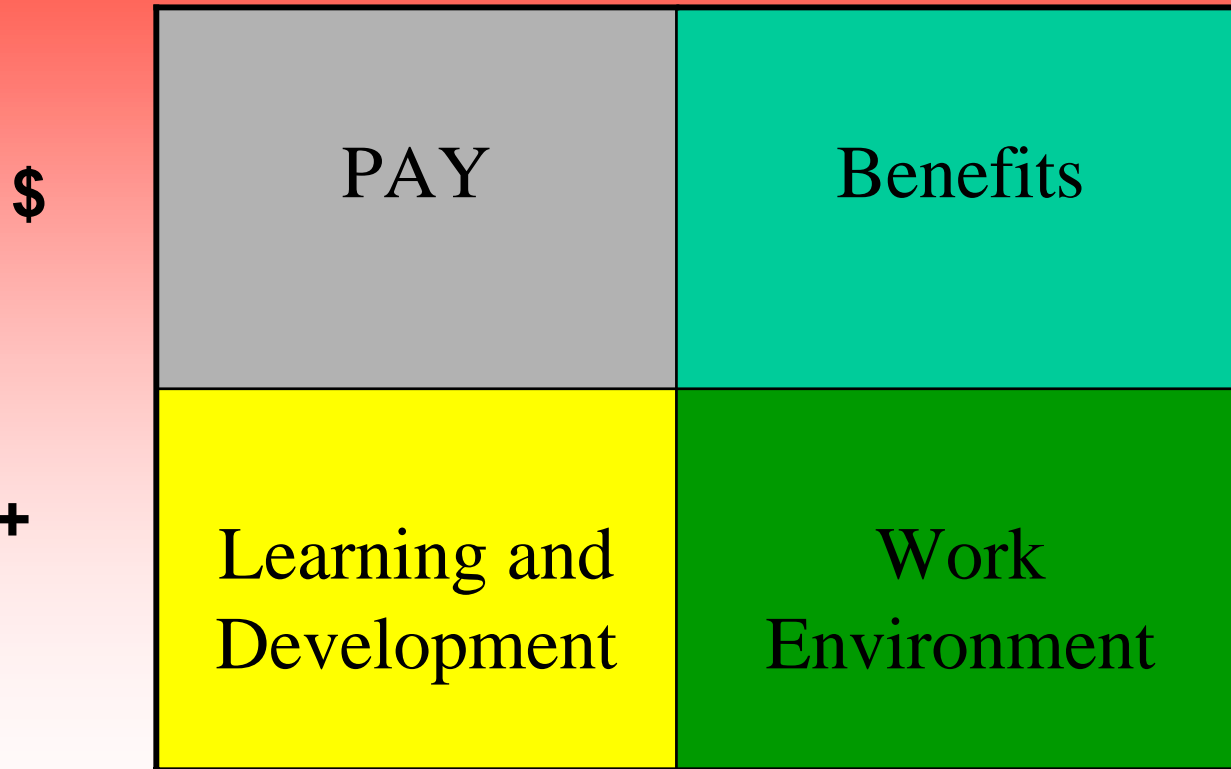 $
PAY
Benefits
+
Learning and
Development
Work
Environment